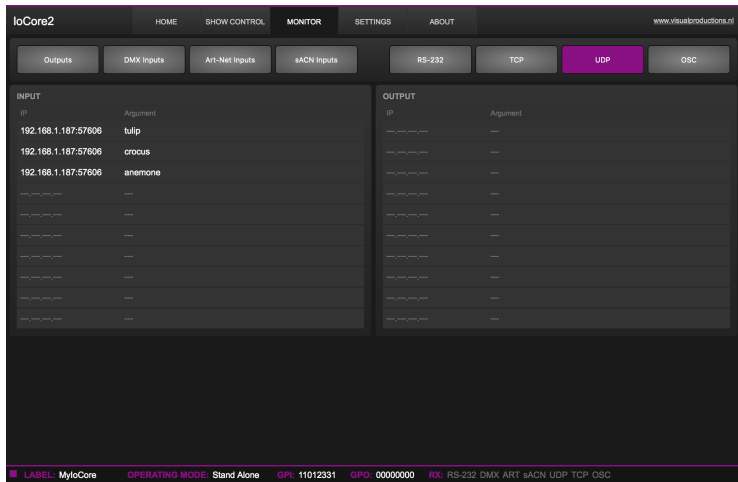 IoCore2 HOME SHOW CONTROL MONITOR SETTINGS ABOUT www.visualproductions.nl
Outputs DMX Inputs Art-Net Inputs sACN Inputs RS-232 TCP UDP OSC
INPUT OUTPUT
IP Argument IP Argument
192.168.1.187:57606 tulip ---.---.---.--- ---
192.168.1.187:57606 crocus ---.---.---.--- ---
192.168.1.187:57606 anemone ---.---.---.--- ---
---.---.---.--- --- ---.---.---.--- ---
---.---.---.--- --- ---.---.---.--- ---
---.---.---.--- --- ---.---.---.--- ---
---.---.---.--- --- ---.---.---.--- ---
---.---.---.--- --- ---.---.---.--- ---
---.---.---.--- --- ---.---.---.--- ---
---.---.---.--- --- ---.---.---.--- ---
LABEL: MyIoCore OPERATING MODE: Stand Alone GPI: 11012331 GPO: 00000000 RX: RS-232 DMX ART sACN UDP TCP OSC